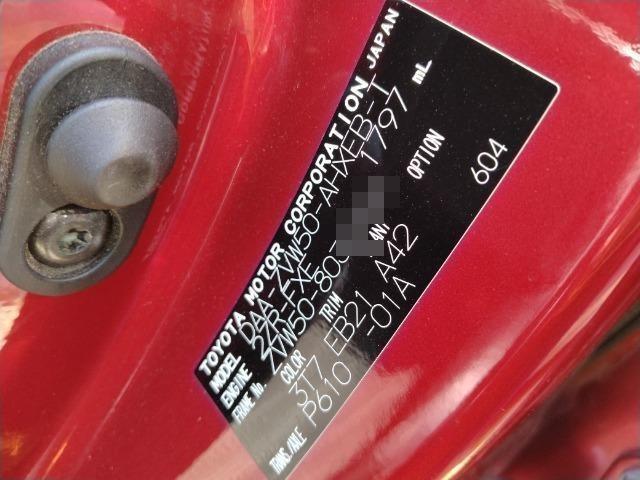 TOYOTA MOTOR CORPORATION JAPAN
MODEL DAA-ZVW50-AHXEB-T
ENGINE 2ZR-FXE 1797 mL
FRAME No. ZVW50-803
COLOR TRIM OPTION
3T7 EB21 A42 604
TRANS./AXLE P610 -01A